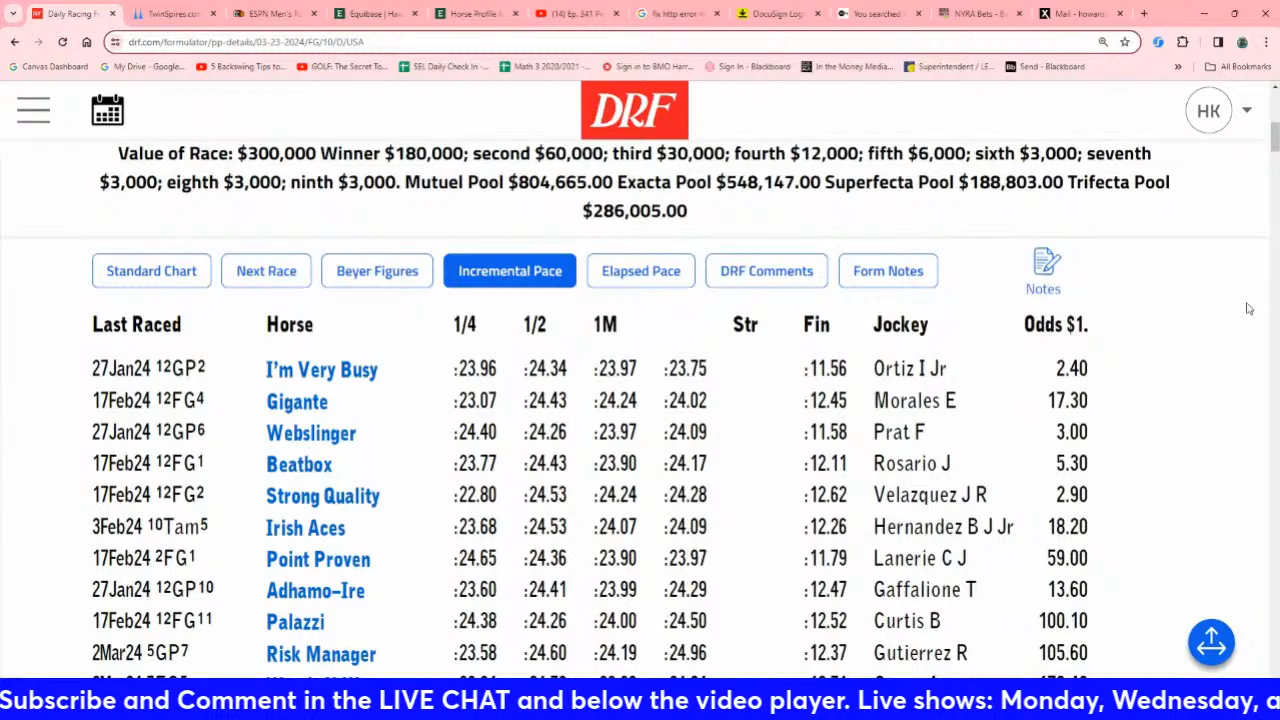 Daily Racing F
TwinSpires.co
ESPN Men's To
Equibase | Ha
Horse Profile
(14) Ep. 341 P
fix http error 4
DocuSign Log
You searched
NYRA Bets - B
Mail - howard.
drf.com/formulator/pp-details/03-23-2024/FG/10/D/USA
Canvas Dashboard
My Drive - Google...
5 Backswing Tips to...
GOLF: The Secret To...
SEL Daily Check In -...
Math 3 2020/2021 -...
Sign in to BMO Harr...
Sign In - Blackboard
In the Money Media...
Superintendent / LE...
Send - Blackboard
»
All Bookmarks
DRF
HK
Value of Race: $300,000 Winner $180,000; second $60,000; third $30,000; fourth $12,000; fifth $6,000; sixth $3,000; seventh
$3,000; eighth $3,000; ninth $3,000. Mutuel Pool $804,665.00 Exacta Pool $548,147.00 Superfecta Pool $188,803.00 Trifecta Pool
$286,005.00
Standard Chart Next Race Beyer Figures Incremental Pace Elapsed Pace DRF Comments Form Notes Notes
Last Raced Horse 1/4 1/2 1M Str Fin Jockey Odds $1.
27Jan24 12GP2 I'm Very Busy :23.96 :24.34 :23.97 :23.75 :11.56 Ortiz I Jr 2.40
17Feb24 12FG4 Gigante :23.07 :24.43 :24.24 :24.02 :12.45 Morales E 17.30
27Jan24 12GP6 Webslinger :24.40 :24.26 :23.97 :24.09 :11.58 Prat F 3.00
17Feb24 12FG1 Beatbox :23.77 :24.43 :23.90 :24.17 :12.11 Rosario J 5.30
17Feb24 12FG2 Strong Quality :22.80 :24.53 :24.24 :24.28 :12.62 Velazquez J R 2.90
3Feb24 10Tam5 Irish Aces :23.68 :24.53 :24.07 :24.09 :12.26 Hernandez B J Jr 18.20
17Feb24 2FG1 Point Proven :24.65 :24.36 :23.90 :23.97 :11.79 Lanerie C J 59.00
27Jan24 12GP10 Adhamo-Ire :23.60 :24.41 :23.99 :24.29 :12.47 Gaffalione T 13.60
17Feb24 12FG11 Palazzi :24.38 :24.26 :24.00 :24.50 :12.52 Curtis B 100.10
2Mar24 5GP7 Risk Manager :23.58 :24.60 :24.19 :24.96 :12.37 Gutierrez R 105.60
Subscribe and Comment in the LIVE CHAT and below the video player. Live shows: Monday, Wednesday, a